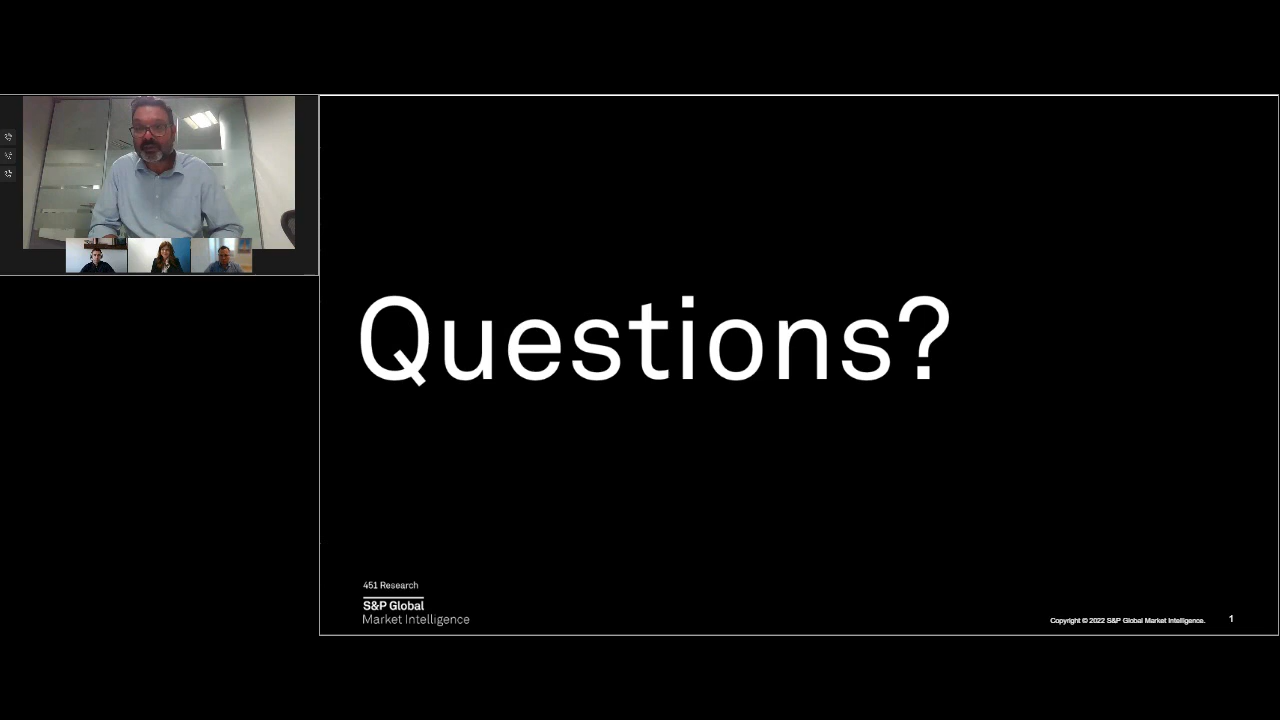 Questions?
451 Research
S&P Global
Market Intelligence
Copyright © 2022 S&P Global Market Intelligence.
1